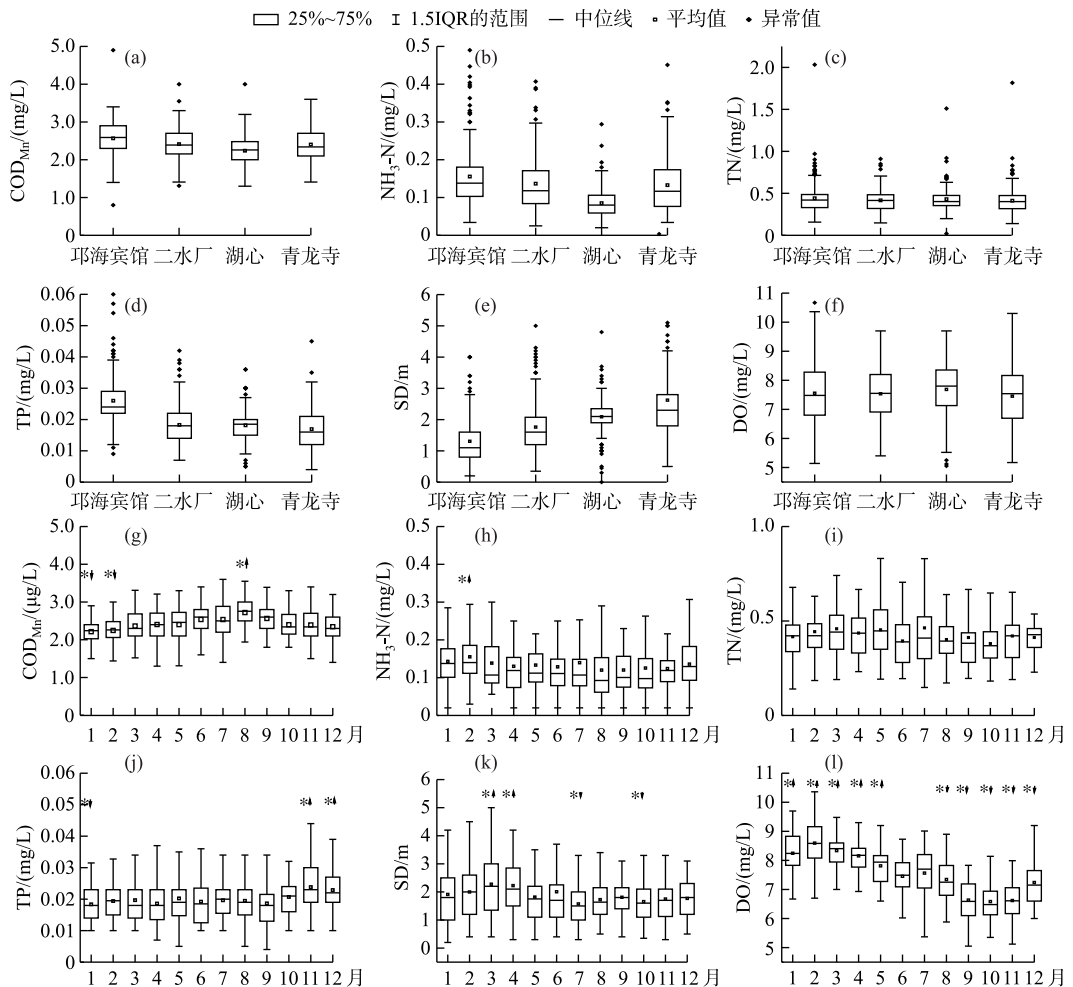 25%~75% 1.5IQR的范围 中位线 平均值 异常值
(a) (b) (c)
COD_Mn/(mg/L) NH_3-N/(mg/L) TN/(mg/L)
5.0 4.0 3.0 2.0 1.0 0
0.5 0.4 0.3 0.2 0.1 0
2.0 1.5 1.0 0.5 0
邛海宾馆 二水厂 湖心 青龙寺
邛海宾馆 二水厂 湖心 青龙寺
邛海宾馆 二水厂 湖心 青龙寺
(d) (e) (f)
TP/(mg/L) SD/m DO/(mg/L)
0.06 0.05 0.04 0.03 0.02 0.01 0
6 5 4 3 2 1 0
11 10 9 8 7 6 5
邛海宾馆 二水厂 湖心 青龙寺
邛海宾馆 二水厂 湖心 青龙寺
邛海宾馆 二水厂 湖心 青龙寺
(g) (h) (i)
COD_Mn/(μg/L) NH_3-N/(mg/L) TN/(mg/L)
5.0 4.0 3.0 2.0 1.0 0
* * *
0.5 0.4 0.3 0.2 0.1 0
*
1.0 0.5 0
1 2 3 4 5 6 7 8 9 10 11 12 月
1 2 3 4 5 6 7 8 9 10 11 12 月
1 2 3 4 5 6 7 8 9 10 11 12 月
(j) (k) (l)
TP/(mg/L) SD/m DO/(mg/L)
0.06 0.05 0.04 0.03 0.02 0.01 0
* * *
6 5 4 3 2 1 0
* * * *
11 10 9 8 7 6 5
* * * * * * * * * *
1 2 3 4 5 6 7 8 9 10 11 12 月
1 2 3 4 5 6 7 8 9 10 11 12 月
1 2 3 4 5 6 7 8 9 10 11 12 月